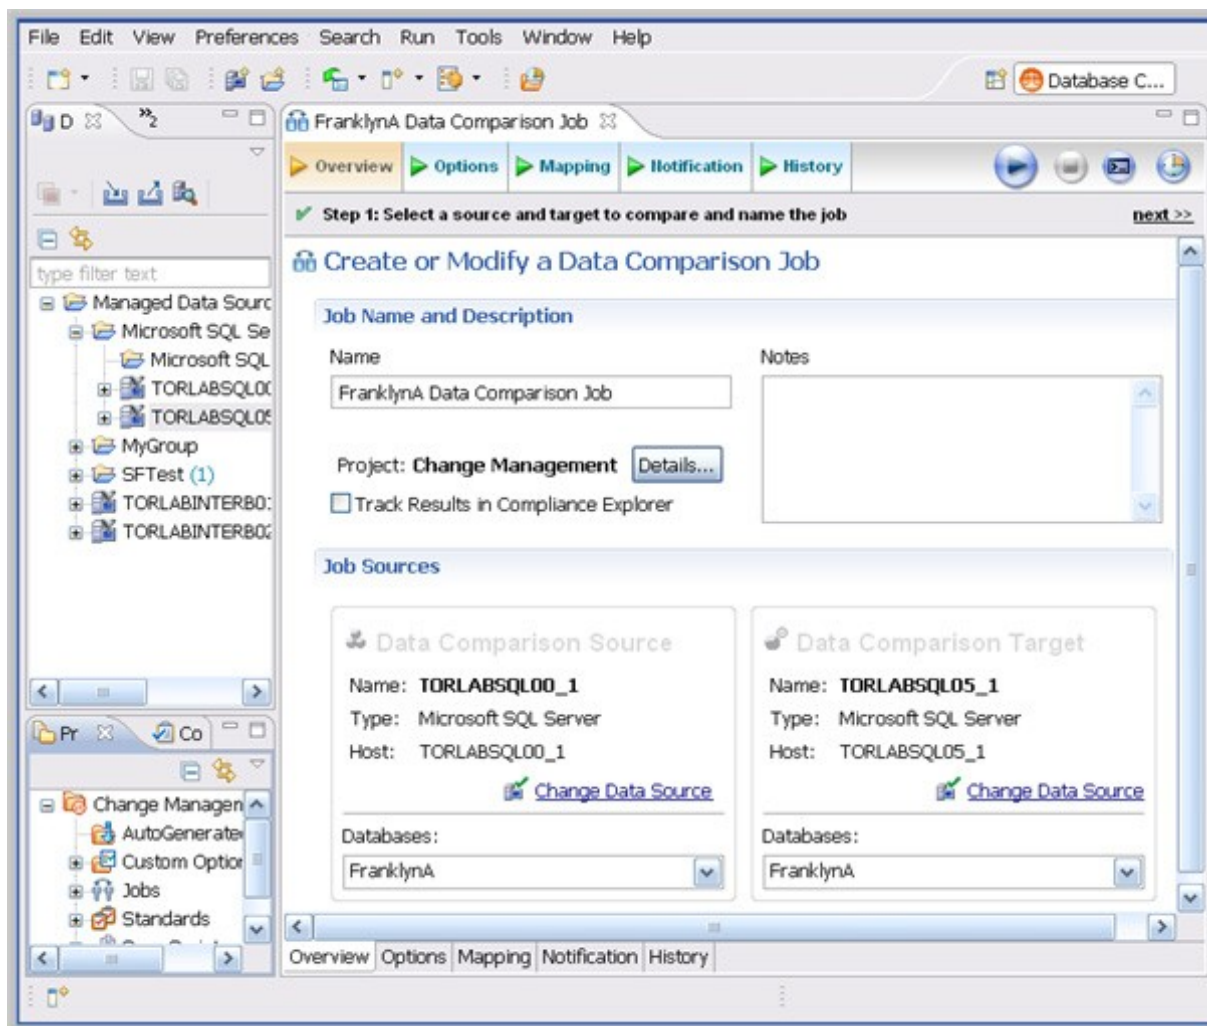 File Edit View Preferences Search Run Tools Window Help
Database C...
D
»2
type filter text
Managed Data Sourc
Microsoft SQL Se
Microsoft SQL
TORLABSQL00
TORLABSQL05
MyGroup
SFTest (1)
TORLABINTERB01
TORLABINTERB02
Pr
Co
Change Managen
AutoGenerate
Custom Option
Jobs
Standards
FranklynA Data Comparison Job
Overview Options Mapping Notification History
Step 1: Select a source and target to compare and name the job
next >>
Create or Modify a Data Comparison Job
Job Name and Description
Name
FranklynA Data Comparison Job
Notes
Project: Change Management Details...
Track Results in Compliance Explorer
Job Sources
Data Comparison Source
Name: TORLABSQL00_1
Type: Microsoft SQL Server
Host: TORLABSQL00_1
Change Data Source
Databases:
FranklynA
Data Comparison Target
Name: TORLABSQL05_1
Type: Microsoft SQL Server
Host: TORLABSQL05_1
Change Data Source
Databases:
FranklynA
Overview Options Mapping Notification History